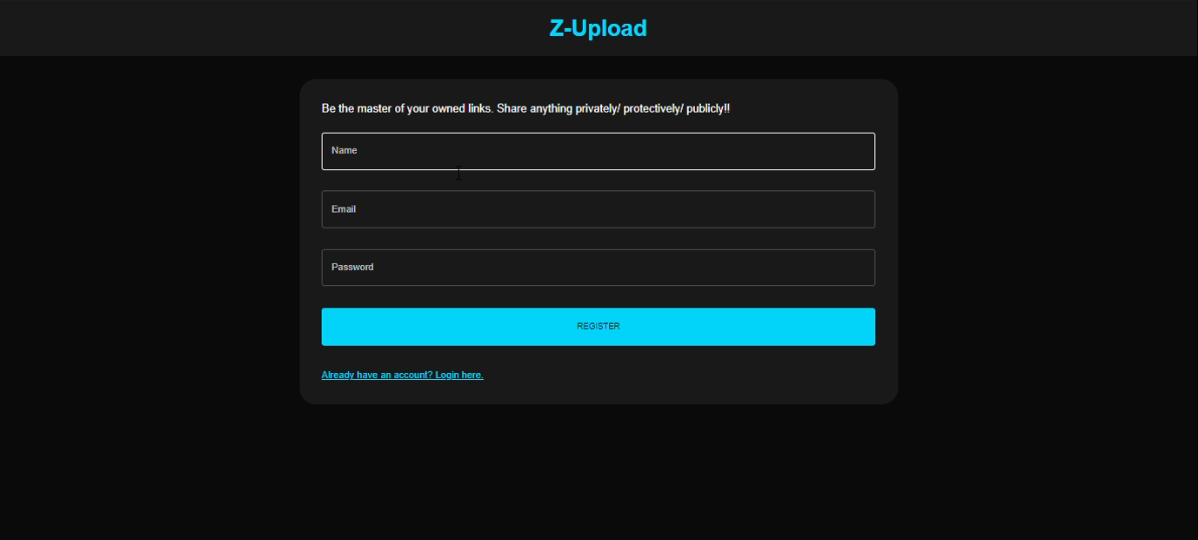 Z-Upload
Be the master of your owned links. Share anything privately/ protectively/ publicly!!
Name
Email
Password
REGISTER
Already have an account? Login here.